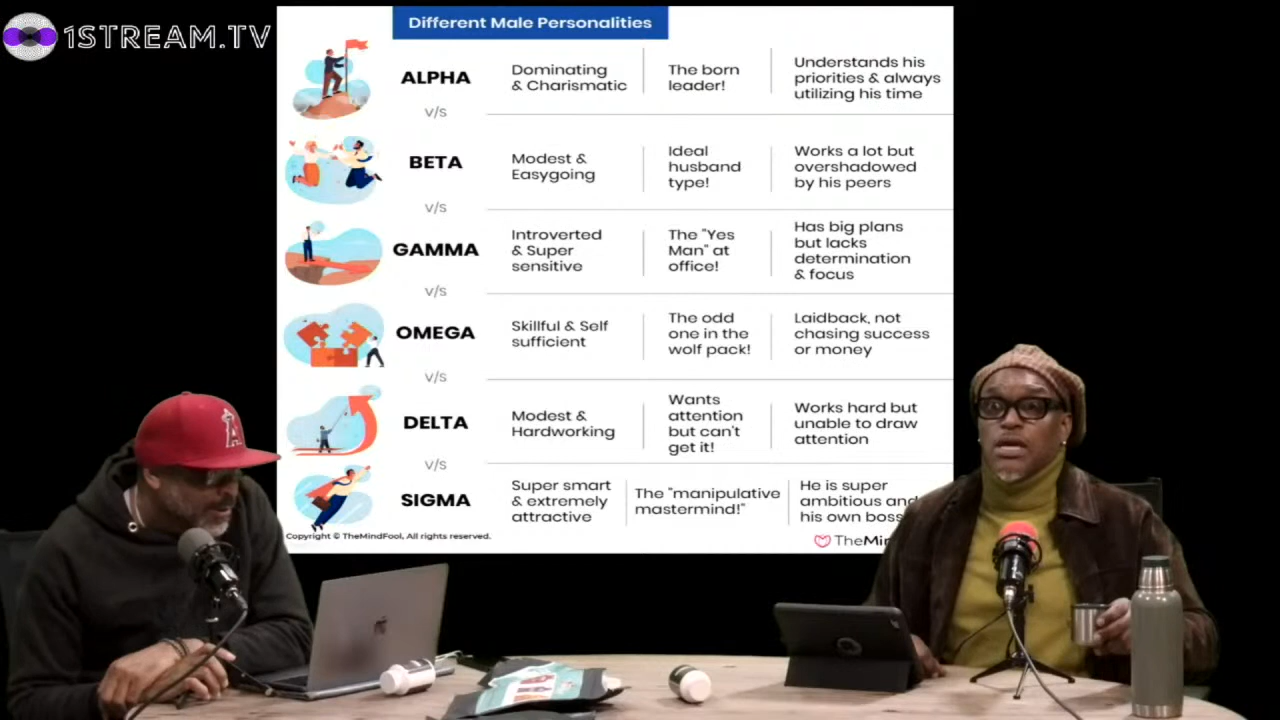 1STREAM.TV
Different Male Personalities
ALPHA
Dominating
& Charismatic
The born
leader!
Understands his
priorities & always
utilizing his time
v/s
BETA
Modest &
Easygoing
Ideal
husband
type!
Works a lot but
overshadowed
by his peers
v/s
GAMMA
Introverted
& Super
sensitive
The "Yes
Man" at
office!
Has big plans
but lacks
determination
& focus
v/s
OMEGA
Skillful & Self
sufficient
The odd
one in the
wolf pack!
Laidback, not
chasing success
or money
v/s
DELTA
Modest &
Hardworking
Wants
attention
but can't
get it!
Works hard but
unable to draw
attention
v/s
SIGMA
Super smart
& extremely
attractive
The "manipulative
mastermind!"
He is super
ambitious and
his own boss
Copyright © TheMindFool, All rights reserved.
TheMin
A